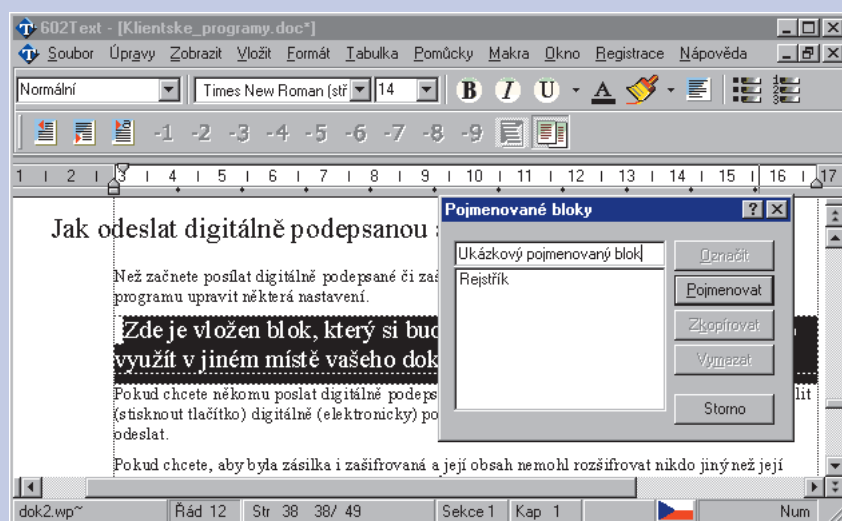 602Text - [Klientske_programy.doc*]
Soubor Úpravy Zobrazit Vložit Formát Tabulka Pomůcky Makra Okno Registrace Nápověda
Normální Times New Roman (stř 14 B I U A
-1 -2 -3 -4 -5 -6 -7 -8 -9
1 2 3 4 5 6 7 8 9 10 11 12 13 14 15 16 17
Jak odeslat digitálně podepsanou
Než začnete posílat digitálně podepsané či
programu upravit některá nastavení.
Zde je vložen blok, který si
využít v jiném místě vašeho
Pokud chcete někomu poslat digitálně
(stisknout tlačítko) digitálně (elektronicky)
odeslat.
Pokud chcete, aby byla zásilka i zašifrovaná a její obsah nemohl rozšifrovat nikdo jiný než její
Pojmenované bloky
Ukázkový pojmenovaný blok
Rejstřík
Označit
Pojmenovat
Zkopírovat
Vymazat
Storno
dok2.wp~ Řád 12 Str 38 38/ 49 Sekce 1 Kap 1 Num